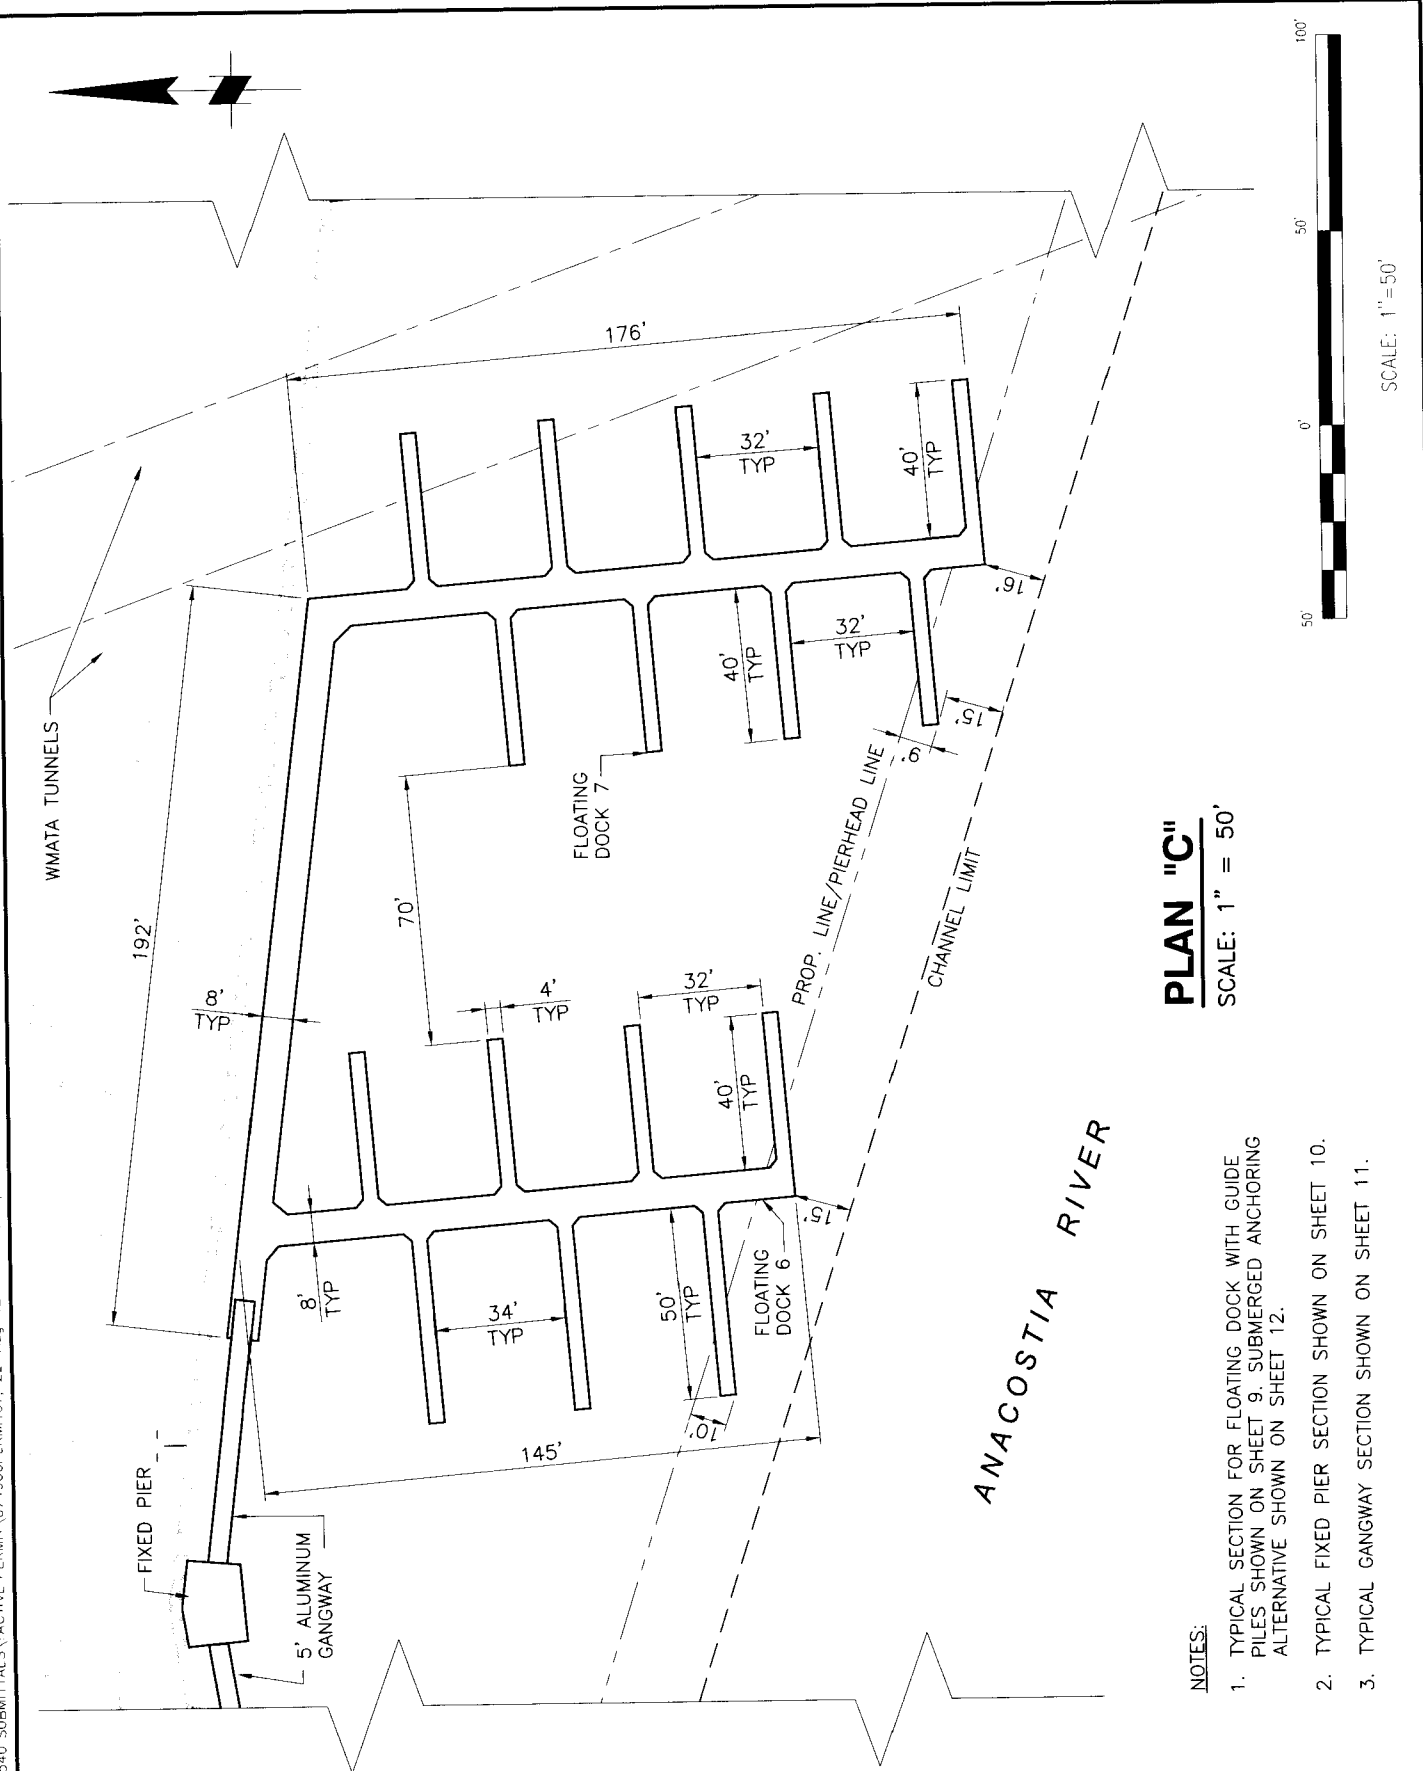 WMATA TUNNELS
192'
176'
8'
TYP
70'
4'
TYP
32'
TYP
40'
TYP
32'
TYP
40'
TYP
32'
TYP
40'
TYP
8'
TYP
34'
TYP
50'
TYP
145'
10'
15'
9'
15'
16'
FIXED PIER
5' ALUMINUM
GANGWAY
FLOATING
DOCK 6
FLOATING
DOCK 7
PROP. LINE/PIERHEAD LINE
CHANNEL LIMIT
ANACOSTIA RIVER
PLAN "C"
SCALE: 1" = 50'
NOTES:
1. TYPICAL SECTION FOR FLOATING DOCK WITH GUIDE
PILES SHOWN ON SHEET 9. SUBMERGED ANCHORING
ALTERNATIVE SHOWN ON SHEET 12.
2. TYPICAL FIXED PIER SECTION SHOWN ON SHEET 10.
3. TYPICAL GANGWAY SECTION SHOWN ON SHEET 11.
50' 0' 50' 100'
SCALE: 1"=50'